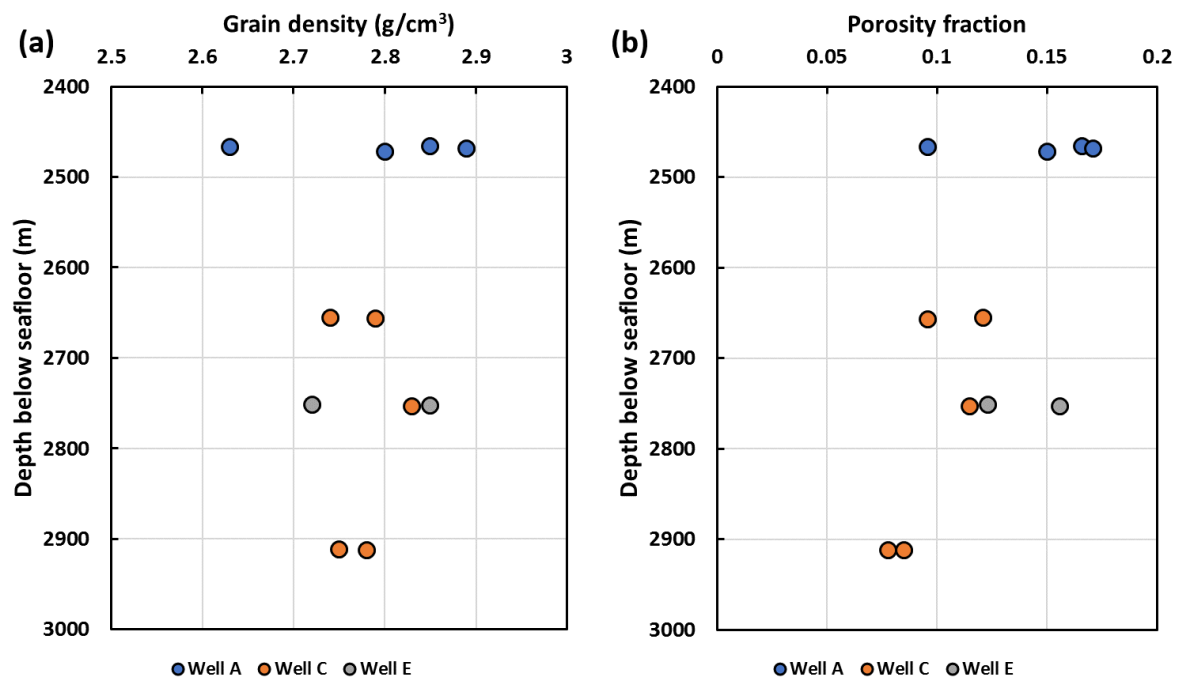 (a)
Grain density (g/cm³)
2.5 2.6 2.7 2.8 2.9 3
Depth below seafloor (m)
2400
2500
2600
2700
2800
2900
3000
Well A Well C Well E
(b)
Porosity fraction
0 0.05 0.1 0.15 0.2
Depth below seafloor (m)
2400
2500
2600
2700
2800
2900
3000
Well A Well C Well E